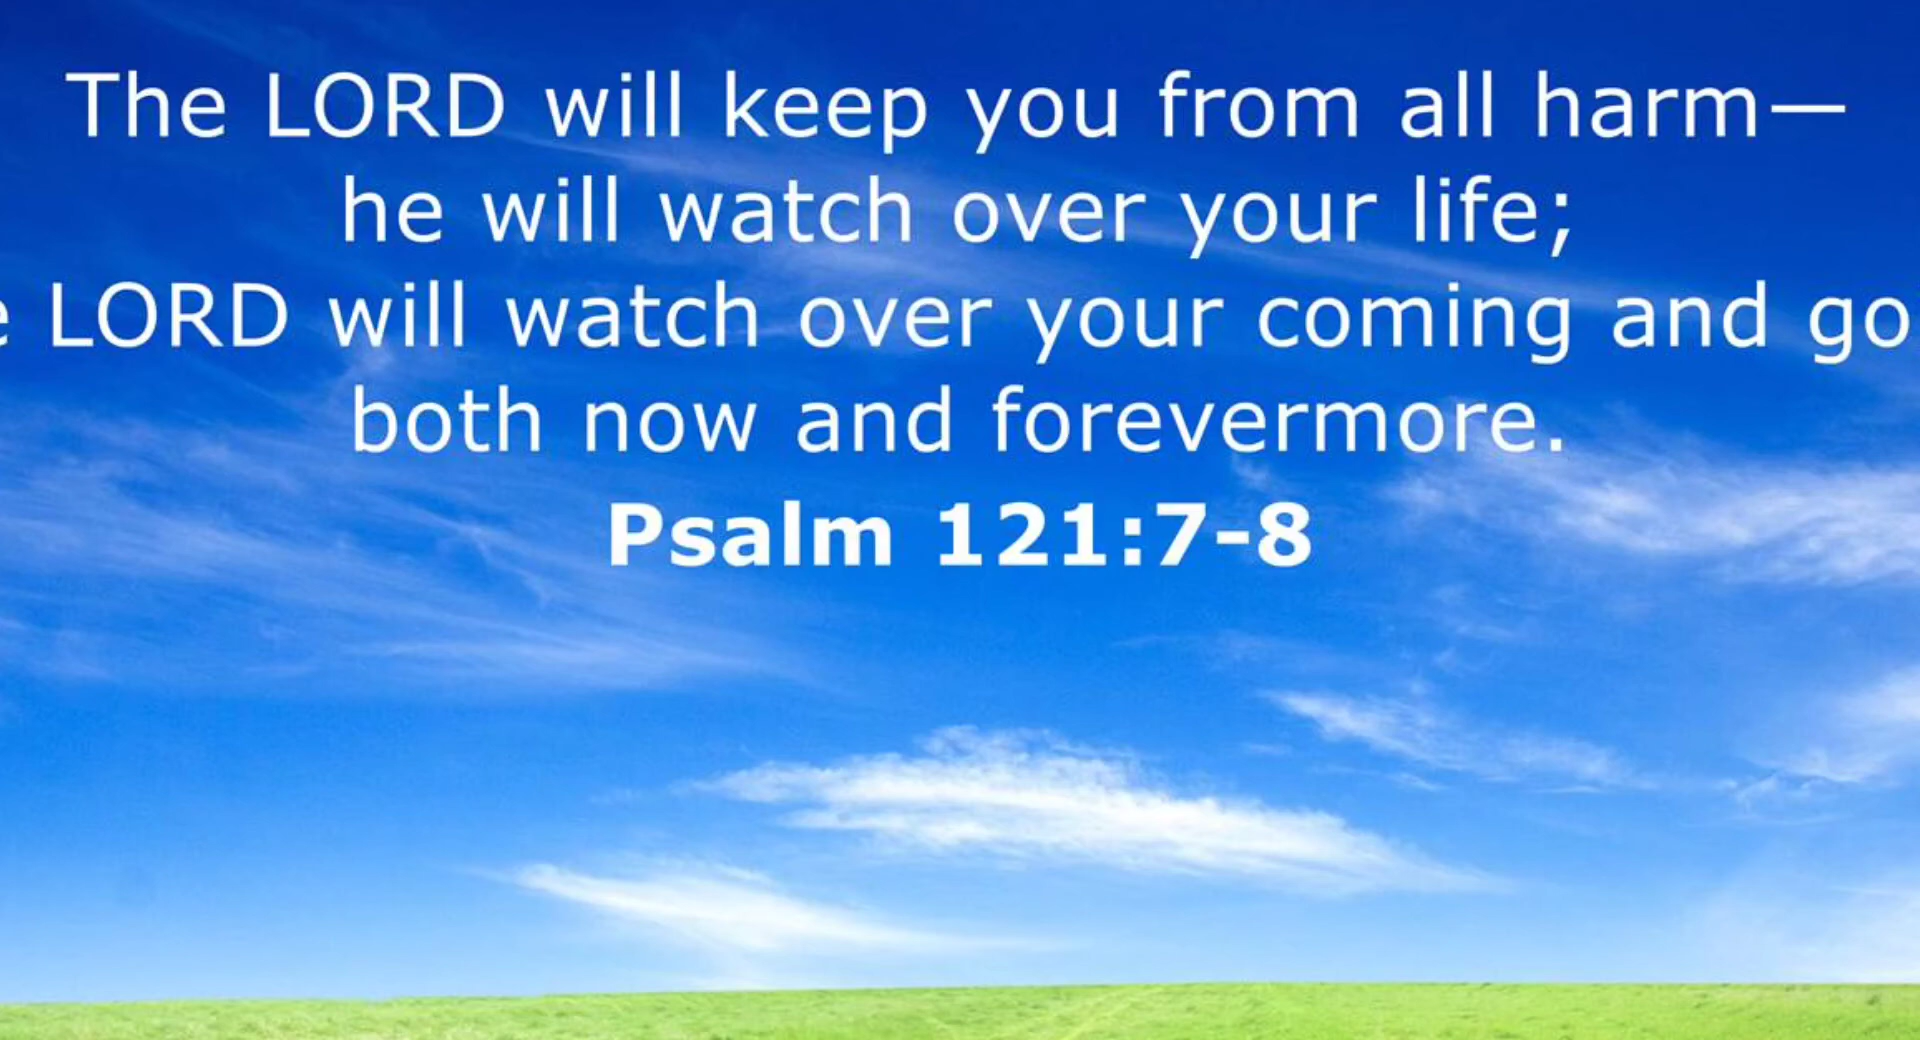 The LORD will keep you from all harm—
he will watch over your life;
LORD will watch over your coming and go
both now and forevermore.
Psalm 121:7-8